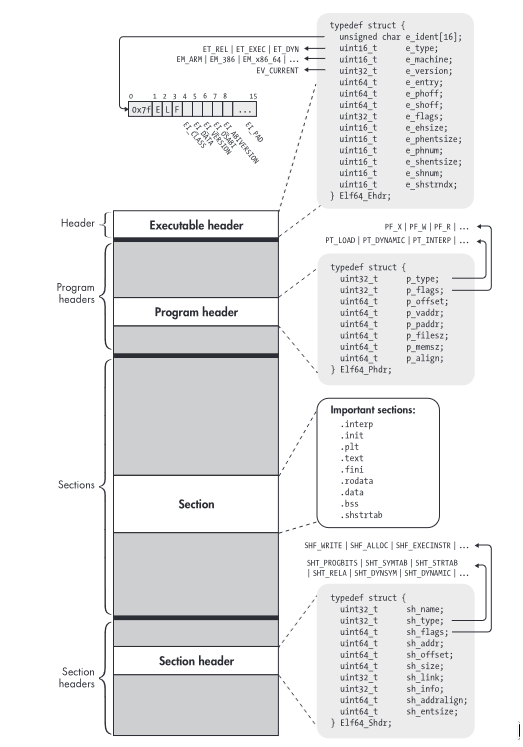 typedef struct {
unsigned char e_ident[16];
uint16_t e_type;
uint16_t e_machine;
uint32_t e_version;
uint64_t e_entry;
uint64_t e_phoff;
uint64_t e_shoff;
uint32_t e_flags;
uint16_t e_ehsize;
uint16_t e_phentsize;
uint16_t e_phnum;
uint16_t e_shentsize;
uint16_t e_shnum;
uint16_t e_shstrndx;
} Elf64_Ehdr;
ET_REL | ET_EXEC | ET_DYN
EM_ARM | EM_386 | EM_x86_64 | ...
EV_CURRENT
0 1 2 3 4 5 6 7 8 15
0x7f E L F ...
EI_CLASS
EI_DATA
EI_VERSION
EI_OSABI
EI_ABIVERSION
EI_PAD
Header
Executable header
PF_X | PF_W | PF_R | ...
PT_LOAD | PT_DYNAMIC | PT_INTERP | ...
Program
headers
Program header
typedef struct {
uint32_t p_type;
uint32_t p_flags;
uint64_t p_offset;
uint64_t p_vaddr;
uint64_t p_paddr;
uint64_t p_filesz;
uint64_t p_memsz;
uint64_t p_align;
} Elf64_Phdr;
Sections
Section
Important sections:
.interp
.init
.plt
.text
.fini
.rodata
.data
.bss
.shstrtab
SHF_WRITE | SHF_ALLOC | SHF_EXECINSTR | ...
SHT_PROGBITS | SHT_SYMTAB | SHT_STRTAB
| SHT_RELA | SHT_DYNSYM | SHT_DYNAMIC | ...
Section
headers
Section header
typedef struct {
uint32_t sh_name;
uint32_t sh_type;
uint64_t sh_flags;
uint64_t sh_addr;
uint64_t sh_offset;
uint64_t sh_size;
uint32_t sh_link;
uint32_t sh_info;
uint64_t sh_addralign;
uint64_t sh_entsize;
} Elf64_Shdr;